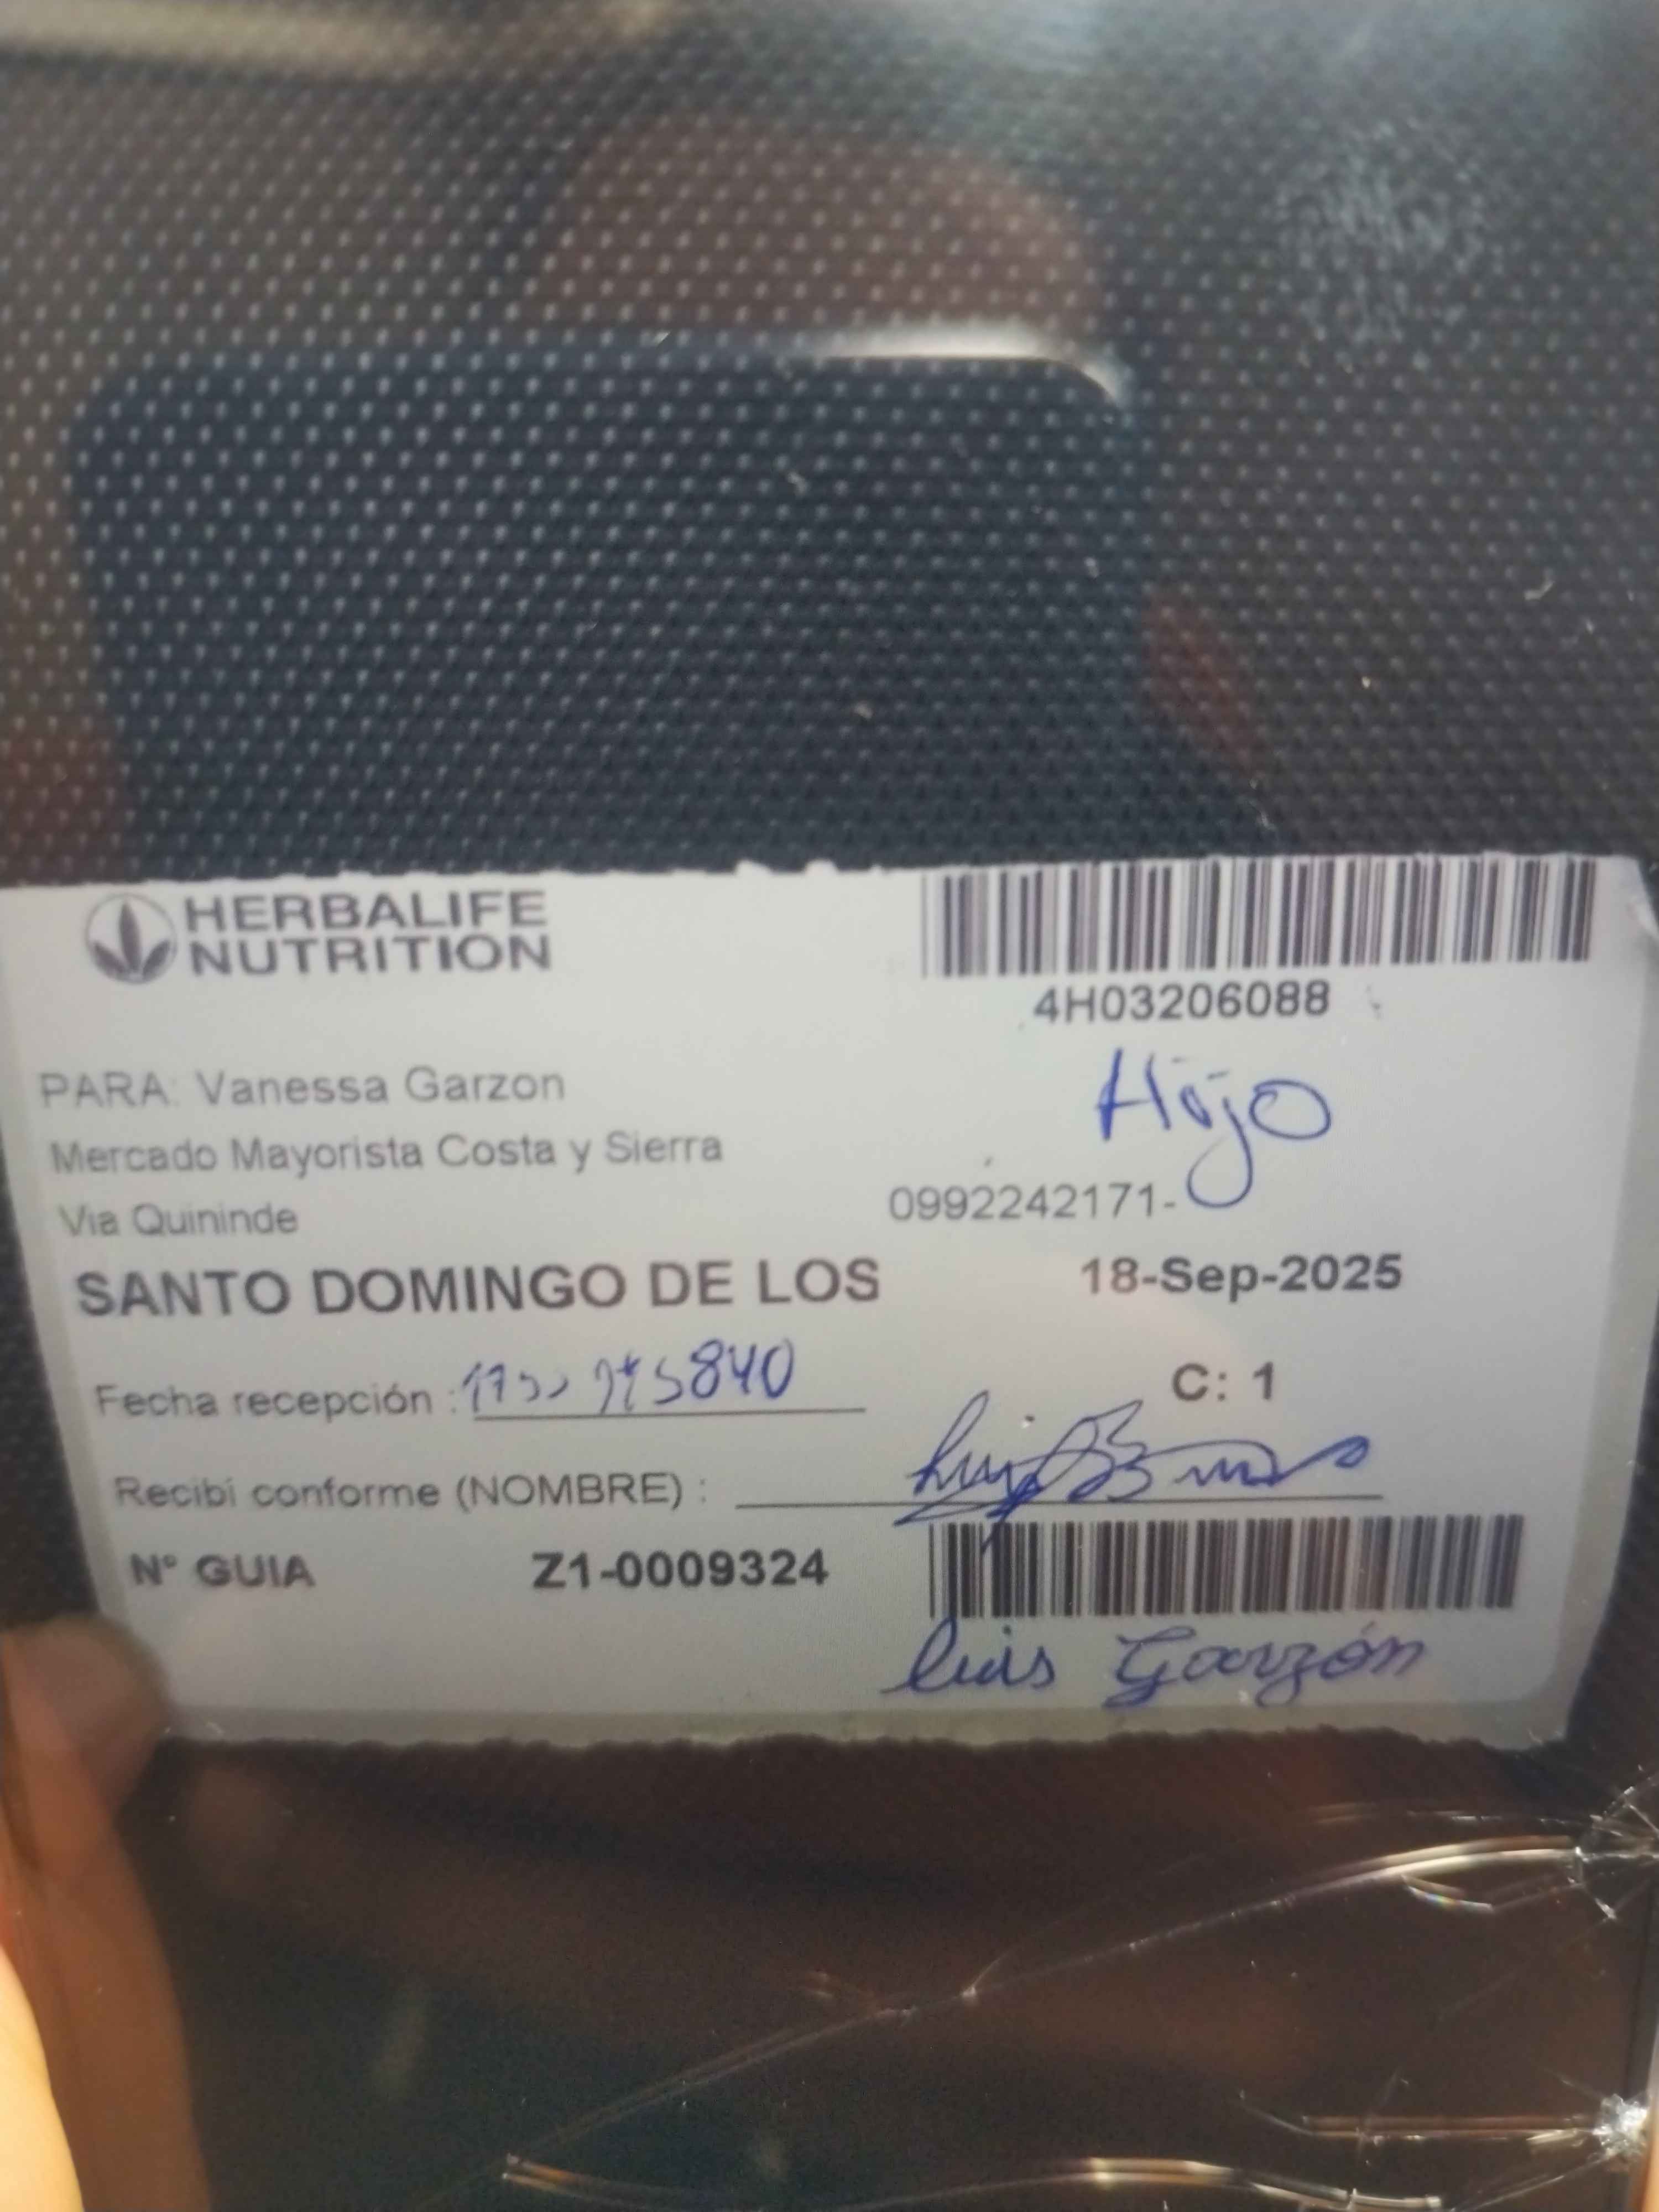 HERBALIFE
NUTRITION
4H03206088
PARA: Vanessa Garzon
Hijo
Mercado Mayorista Costa y Sierra
Via Quininde
0992242171-
SANTO DOMINGO DE LOS
18-Sep-2025
Fecha recepción :
C: 1
Recibi conforme (NOMBRE) :
Nº GUIA
Z1-0009324
Luis Garzón